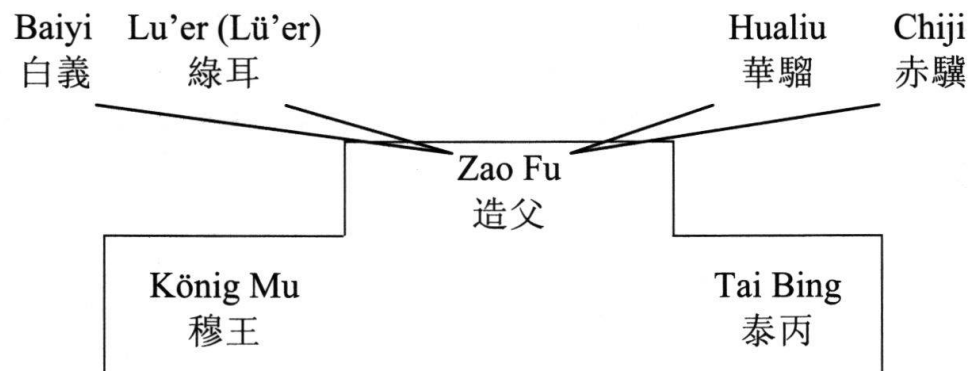 Baiyi Lu’er (Lü’er) Hualiu Chiji
白義 綠耳 華騮 赤驥
Zao Fu
造父
König Mu Tai Bing
穆王 泰丙